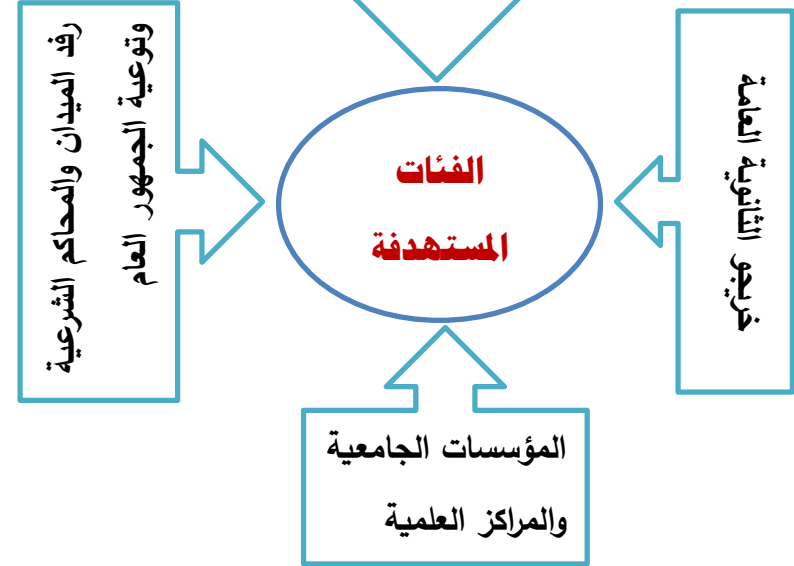 الفئات
المستهدفة
خريجو الثانوية العامة
رفد الميدان والمحاكم الشرعية
وتوعية الجمهور العام
المؤسسات الجامعية
والمراكز العلمية